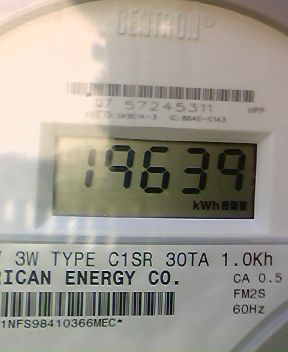 CENTRON®
07 57245311
19639
kWh
3W TYPE C1SR 30TA 1.0Kh
RICAN ENERGY CO.
CA 0.5
FM2S
60Hz
1NFS98410366MEC*